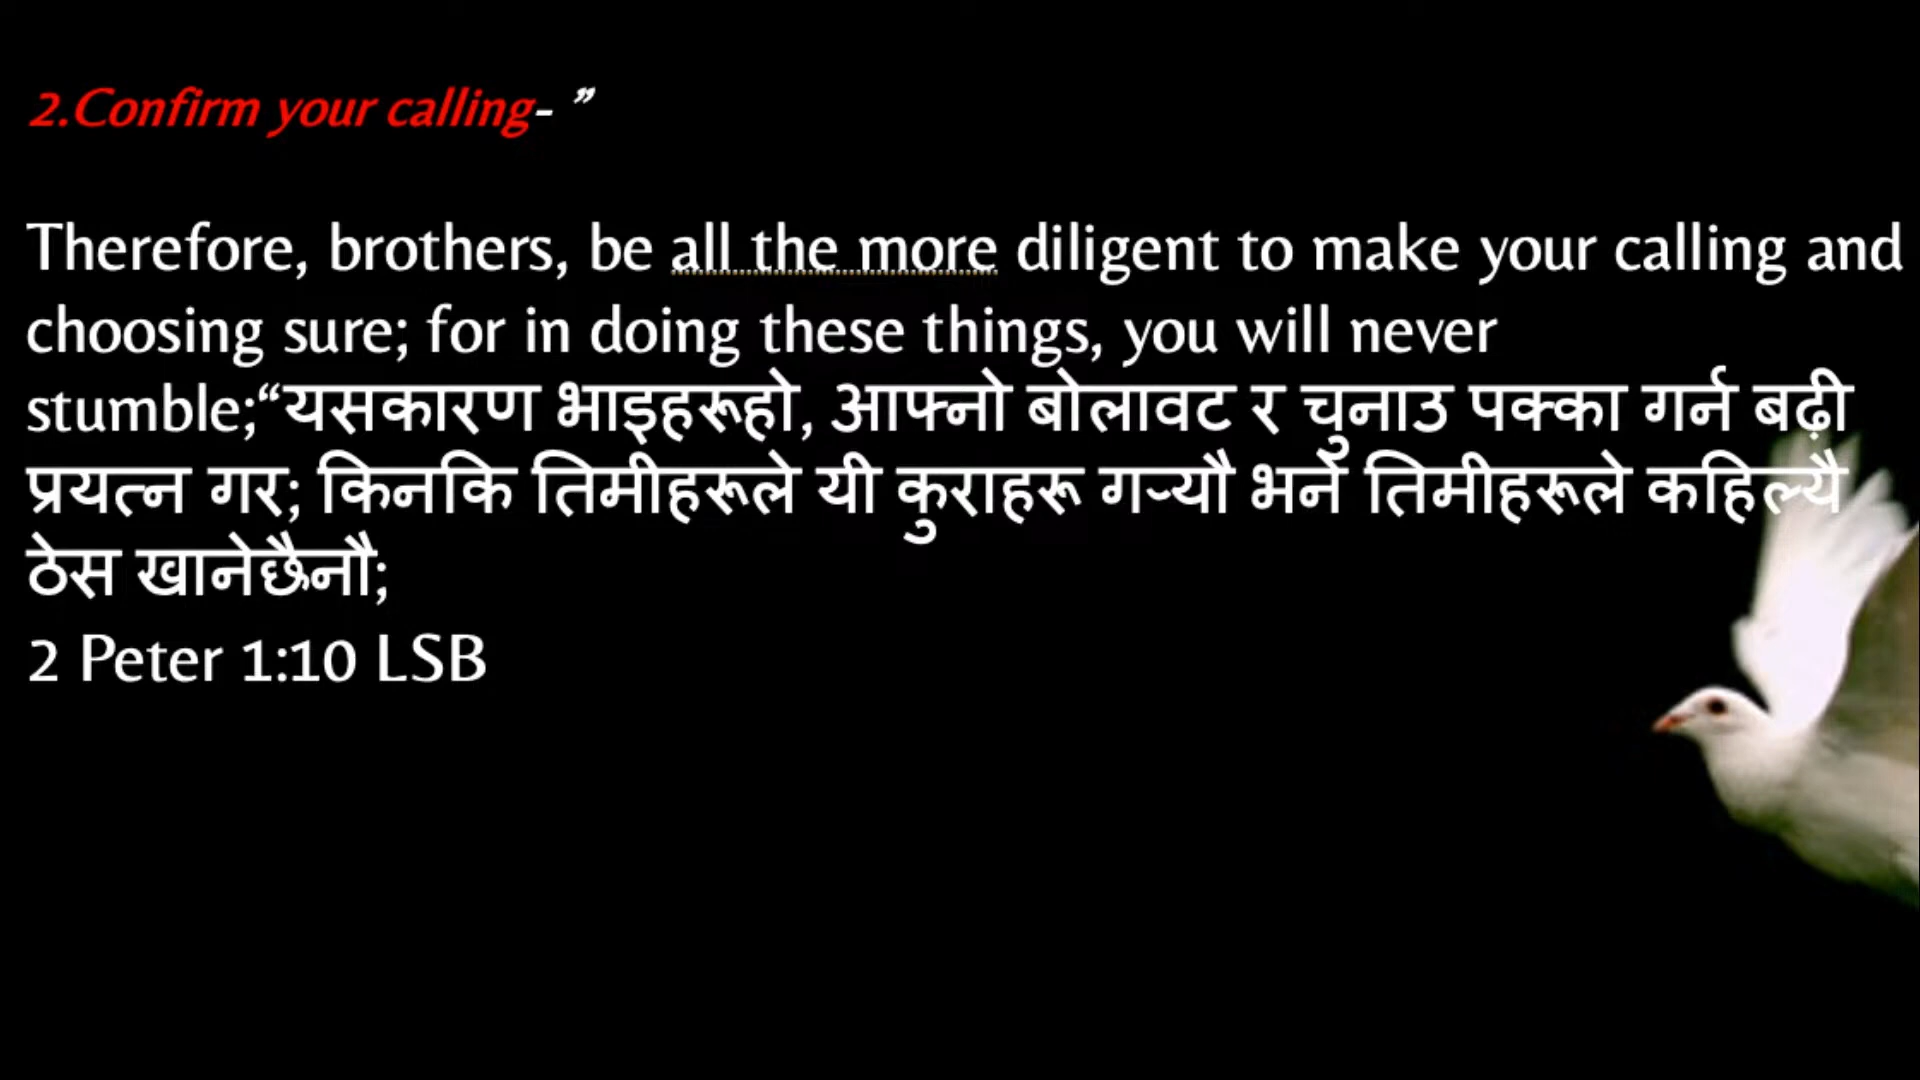 2.Confirm your calling- ”
Therefore, brothers, be all the more diligent to make your calling and
choosing sure; for in doing these things, you will never
stumble;“यसकारण भाइहरूहो, आफ्नो बोलावट र चुनाउ पक्का गर्न बढ़ी
प्रयत्न गर; किनकि तिमीहरूले यी कुराहरू गर्‍यौ भने तिमीहरूले कहिल्यै
ठेस खानेछैनौ;
2 Peter 1:10 LSB